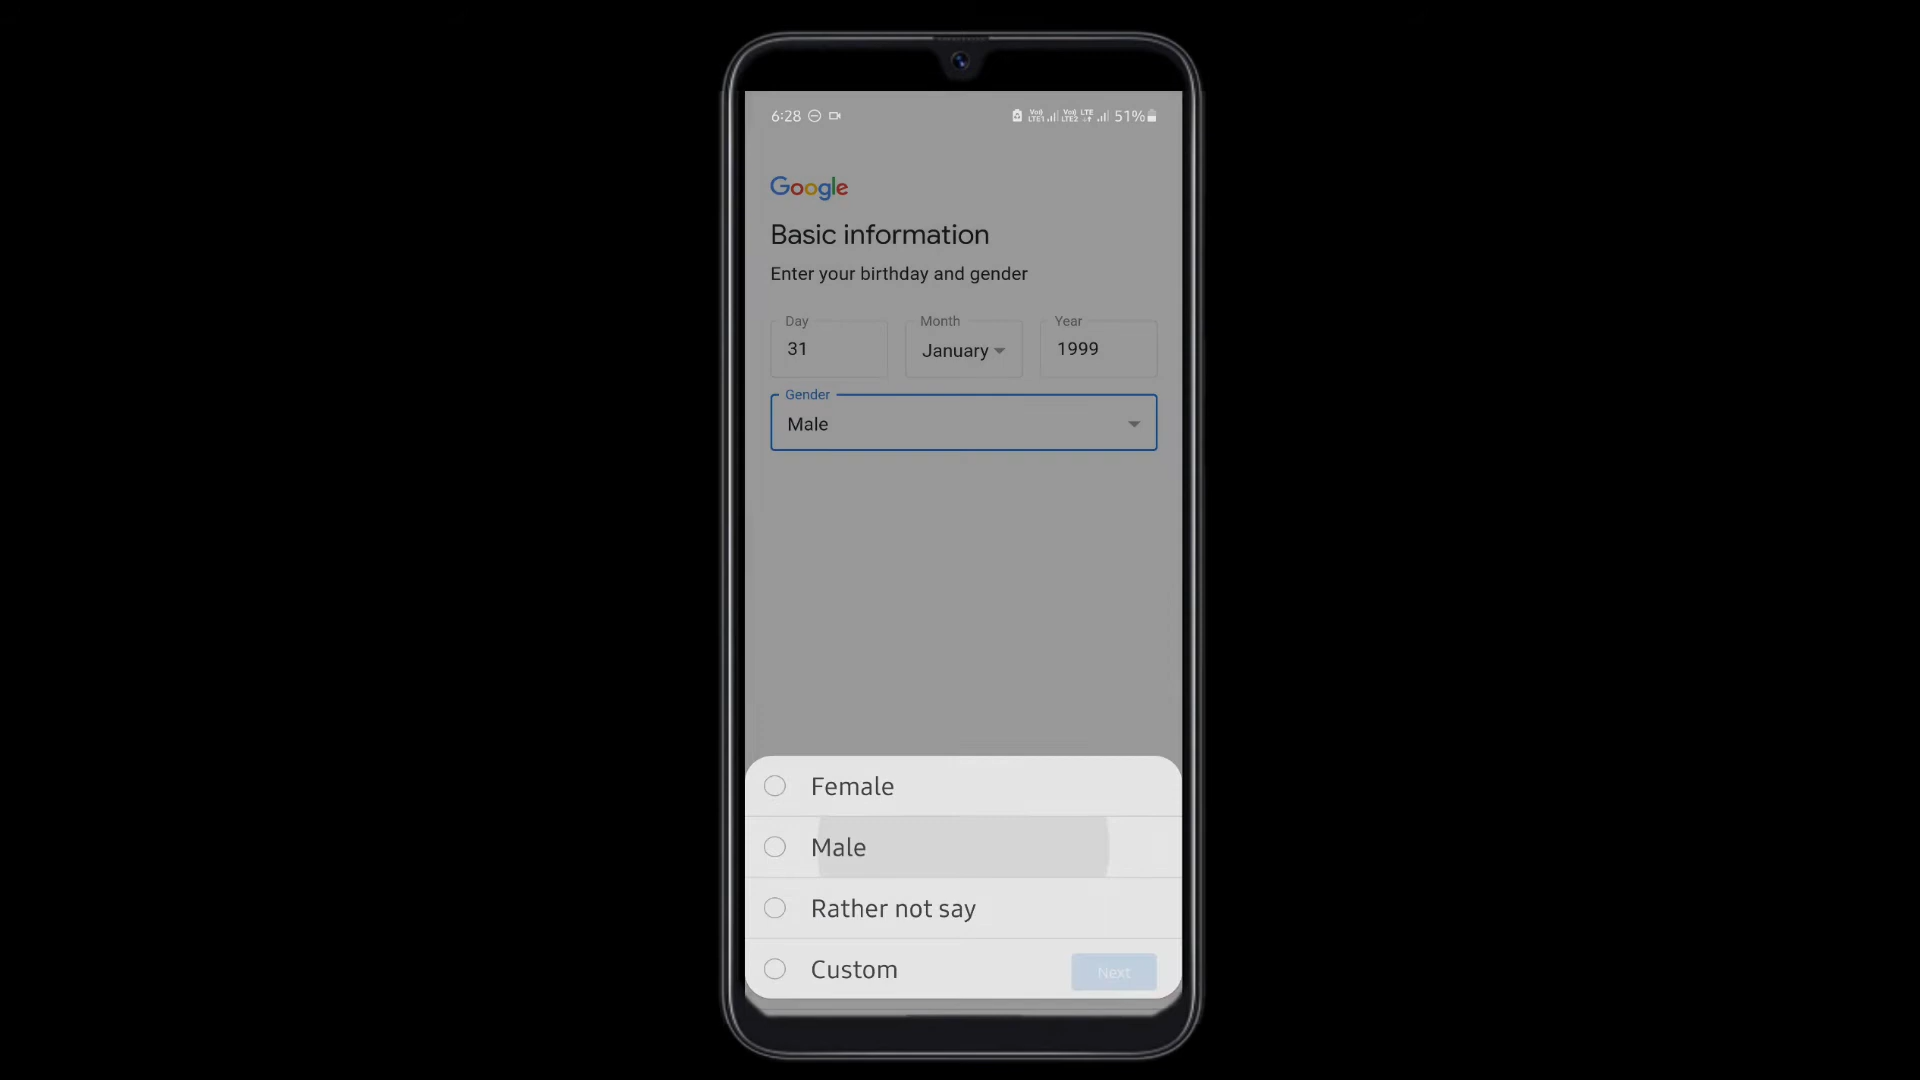 6:28 51%
Google
Basic information
Enter your birthday and gender
Day Month Year
31 January 1999
Gender
Male
Female
Male
Rather not say
Custom
Next